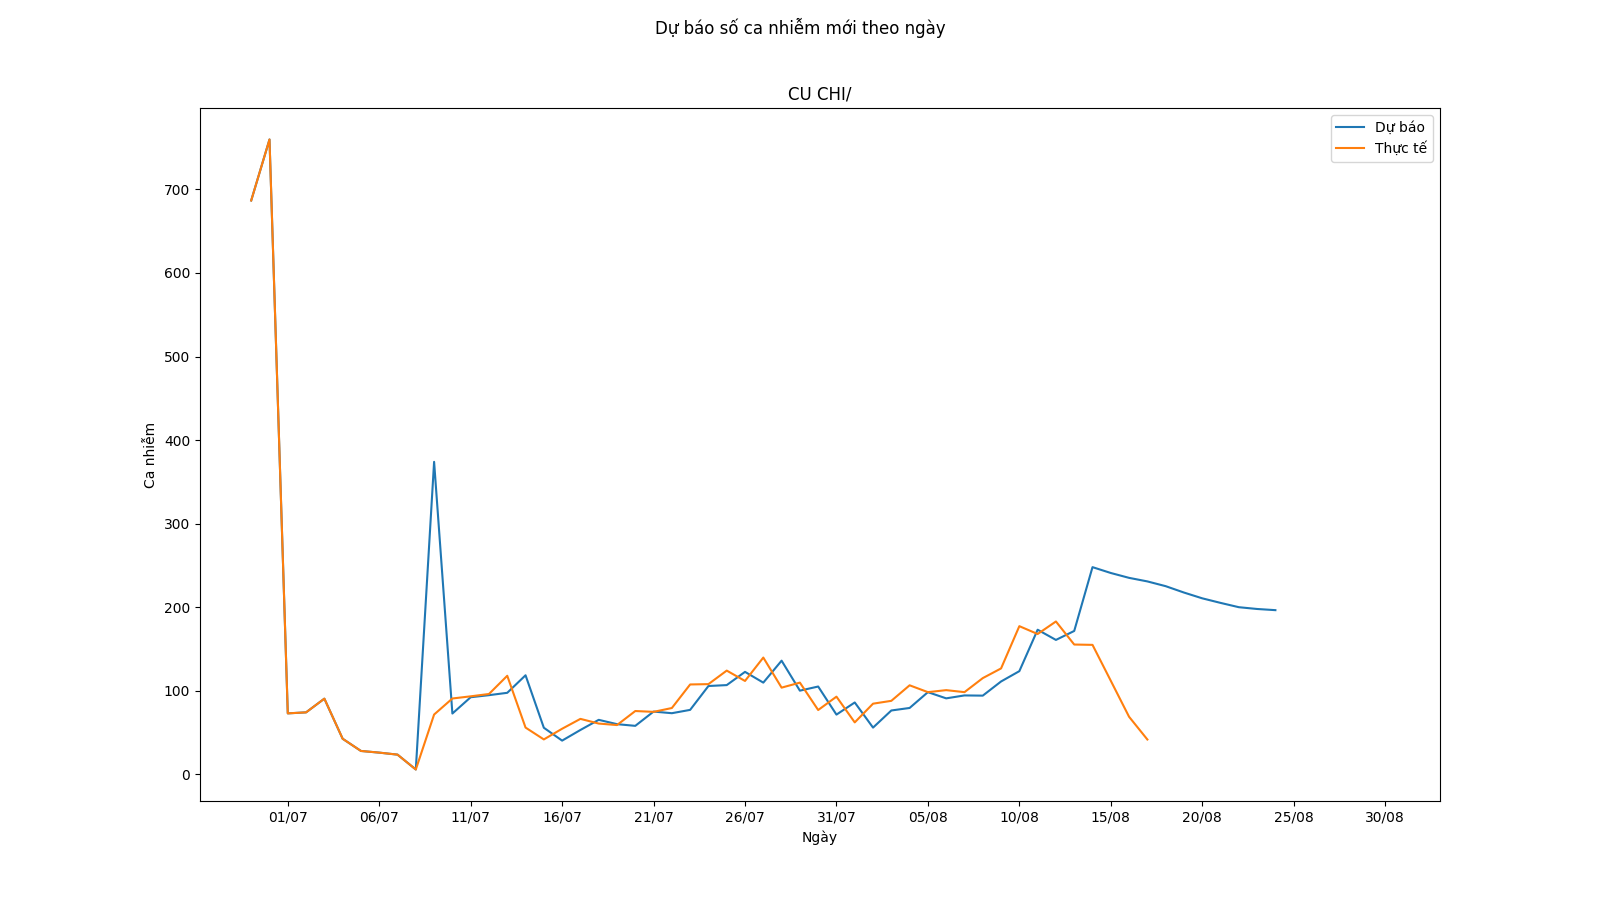 Dự báo số ca nhiễm mới theo ngày
CU CHI/
Dự báo
Thực tế
700
600
500
400
300
200
100
0
Ca nhiễm
01/07 06/07 11/07 16/07 21/07 26/07 31/07 05/08 10/08 15/08 20/08 25/08 30/08
Ngày